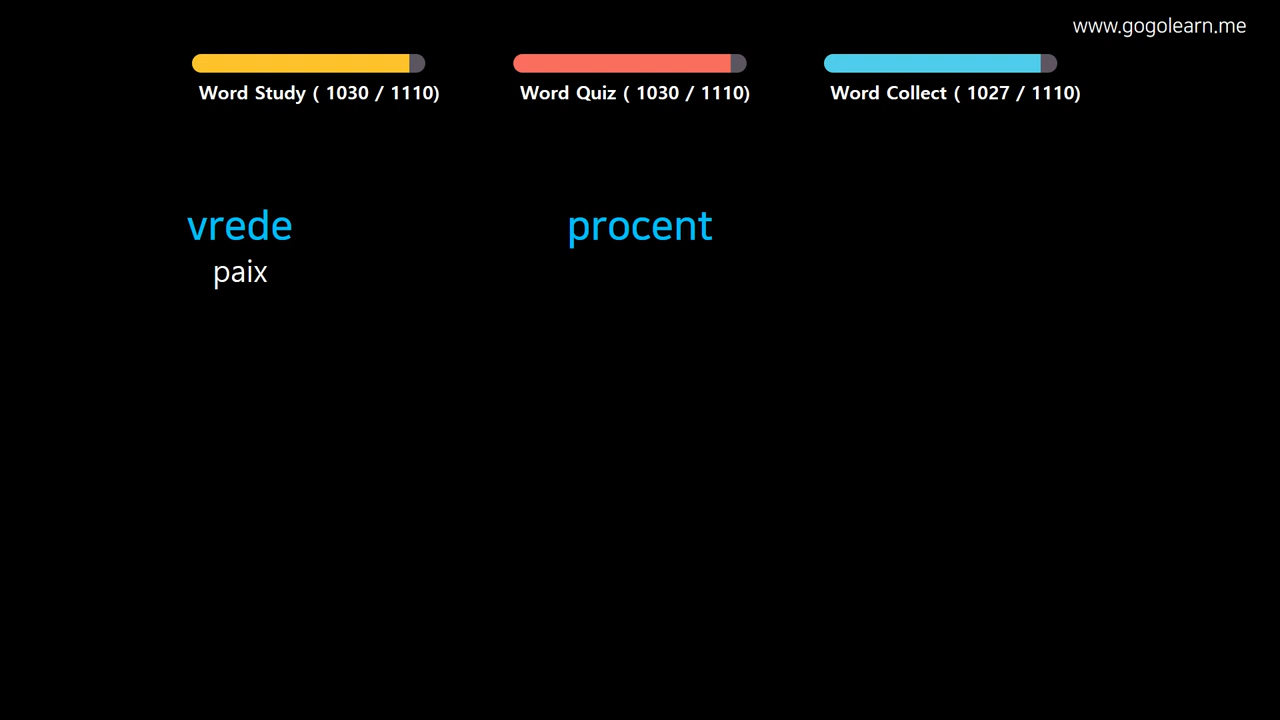 www.gogolearn.me
Word Study ( 1030 / 1110)
Word Quiz ( 1030 / 1110)
Word Collect ( 1027 / 1110)
vrede
paix
procent